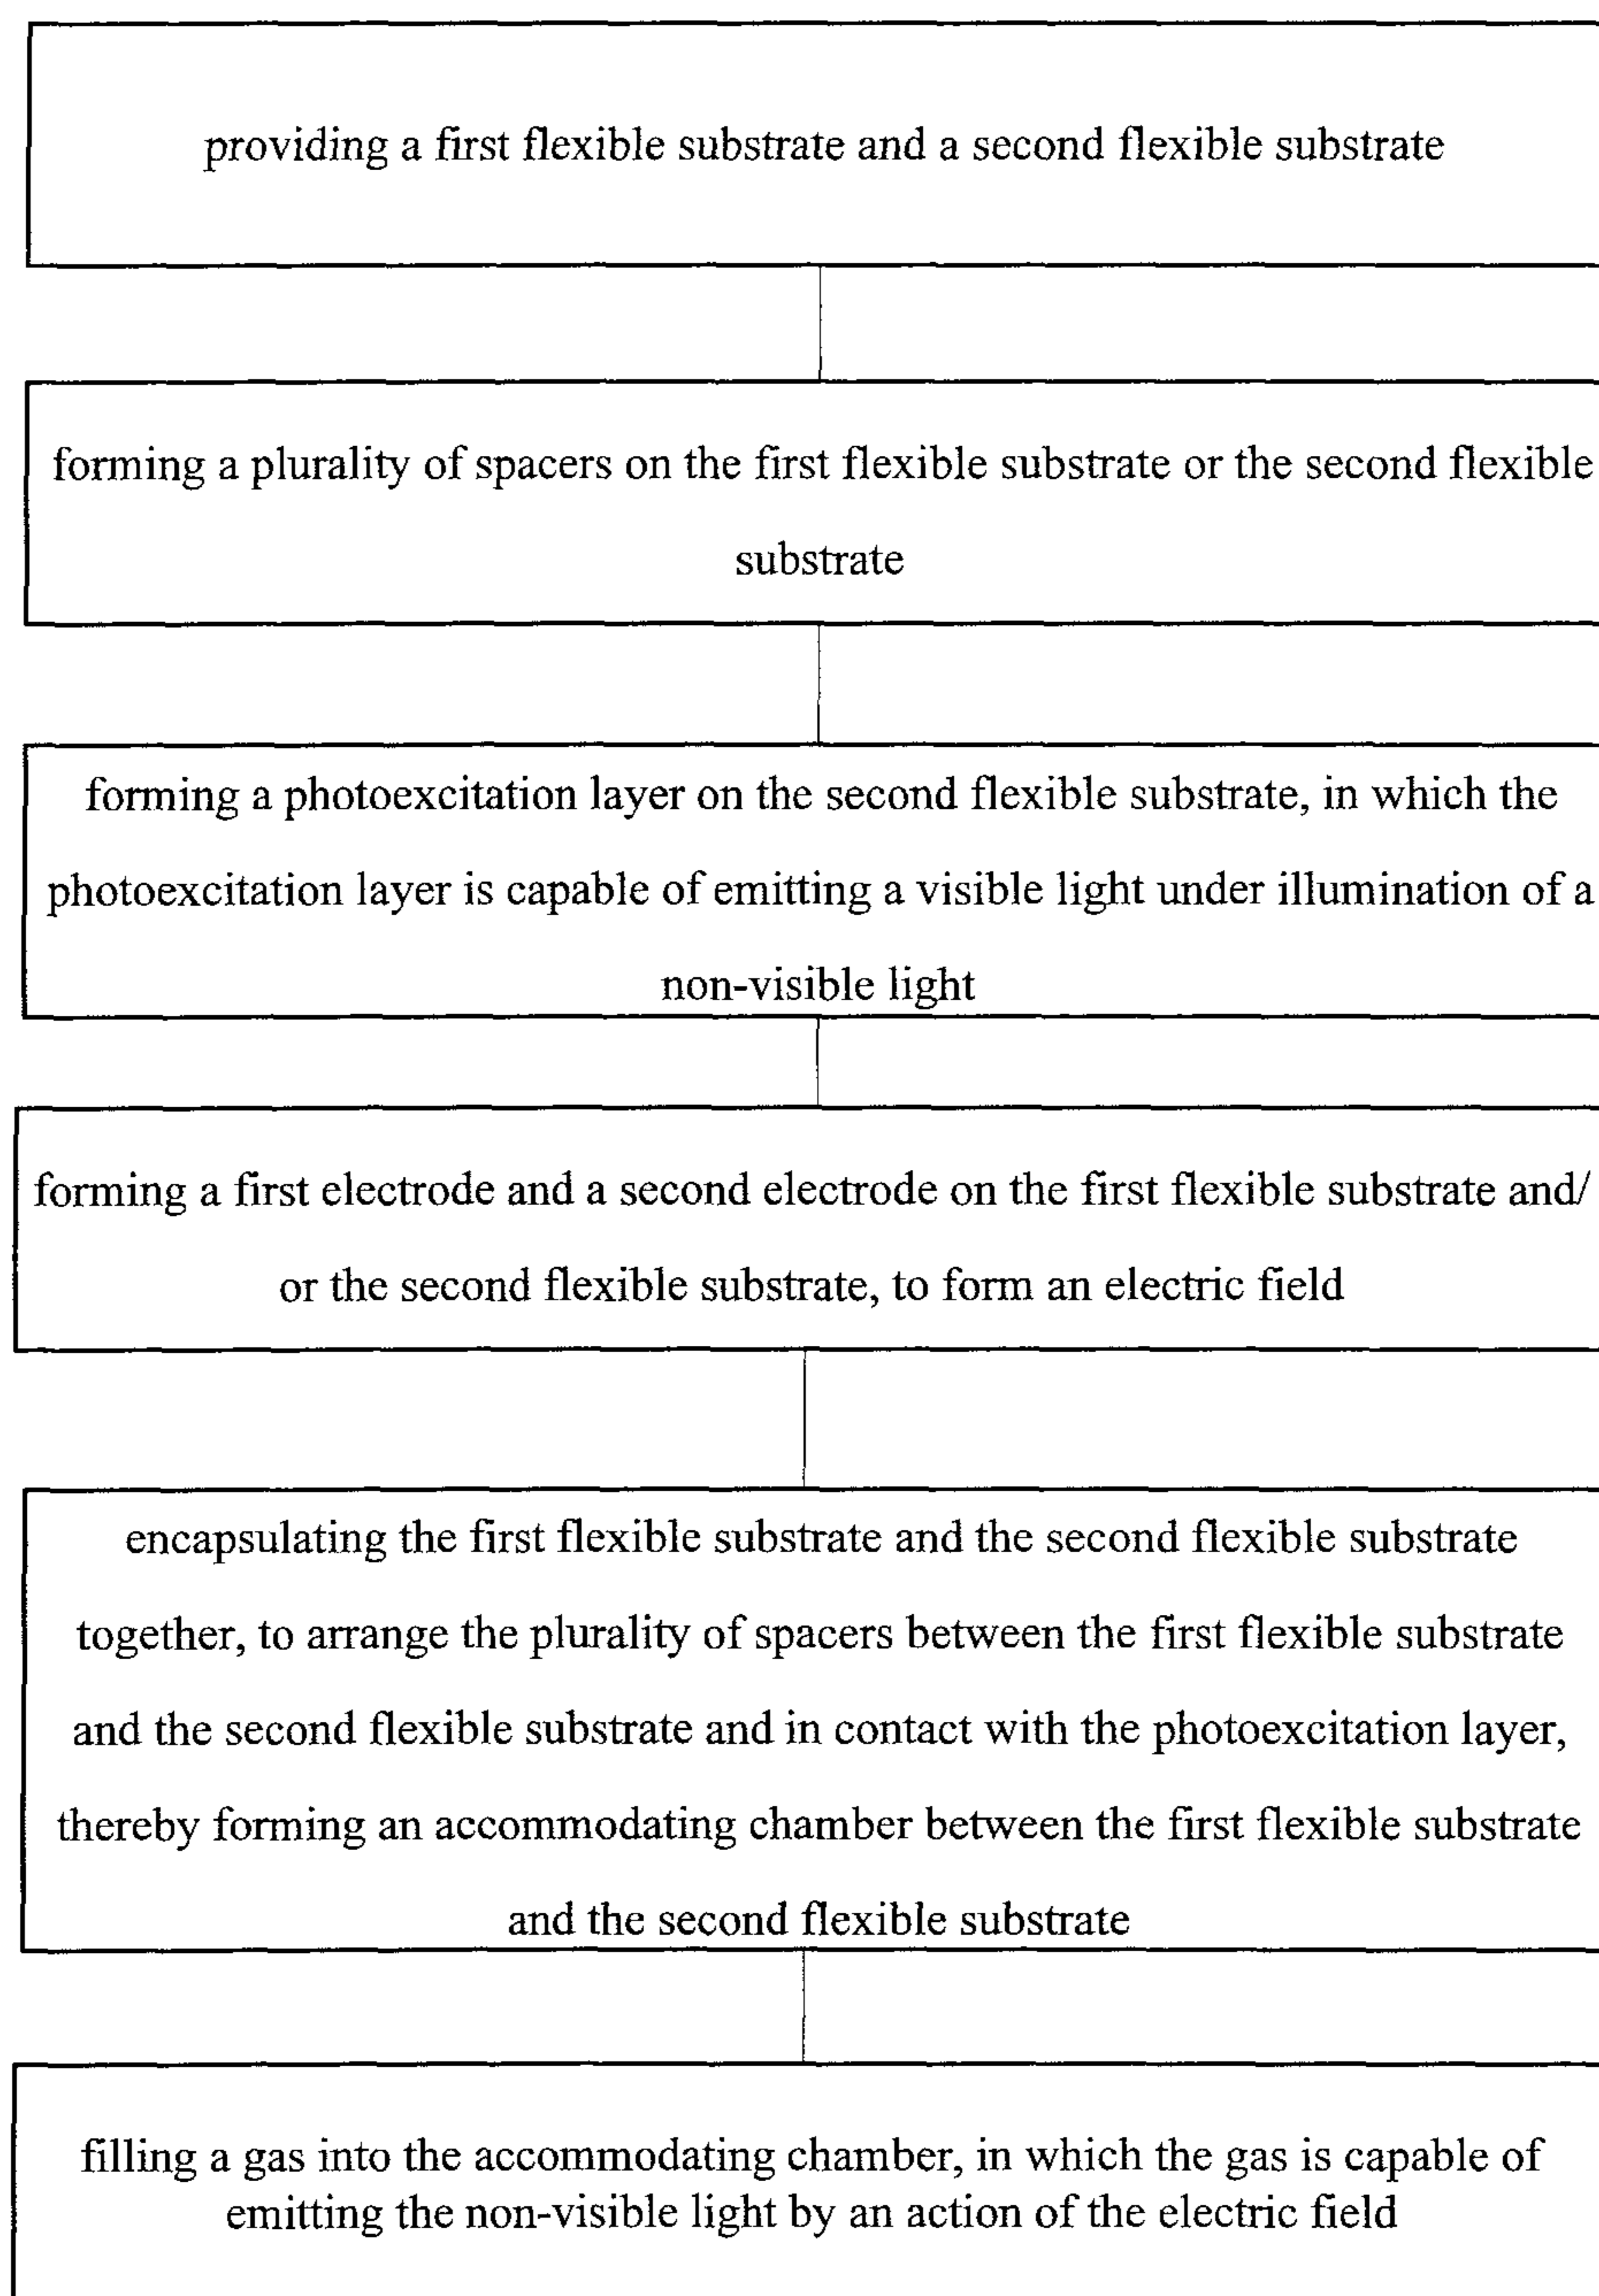 providing a first flexible substrate and a second flexible substrate
forming a plurality of spacers on the first flexible substrate or the second flexible
substrate
forming a photoexcitation layer on the second flexible substrate, in which the
photoexcitation layer is capable of emitting a visible light under illumination of a
non-visible light
forming a first electrode and a second electrode on the first flexible substrate and/
or the second flexible substrate, to form an electric field
encapsulating the first flexible substrate and the second flexible substrate
together, to arrange the plurality of spacers between the first flexible substrate
and the second flexible substrate and in contact with the photoexcitation layer,
thereby forming an accommodating chamber between the first flexible substrate
and the second flexible substrate
filling a gas into the accommodating chamber, in which the gas is capable of
emitting the non-visible light by an action of the electric field